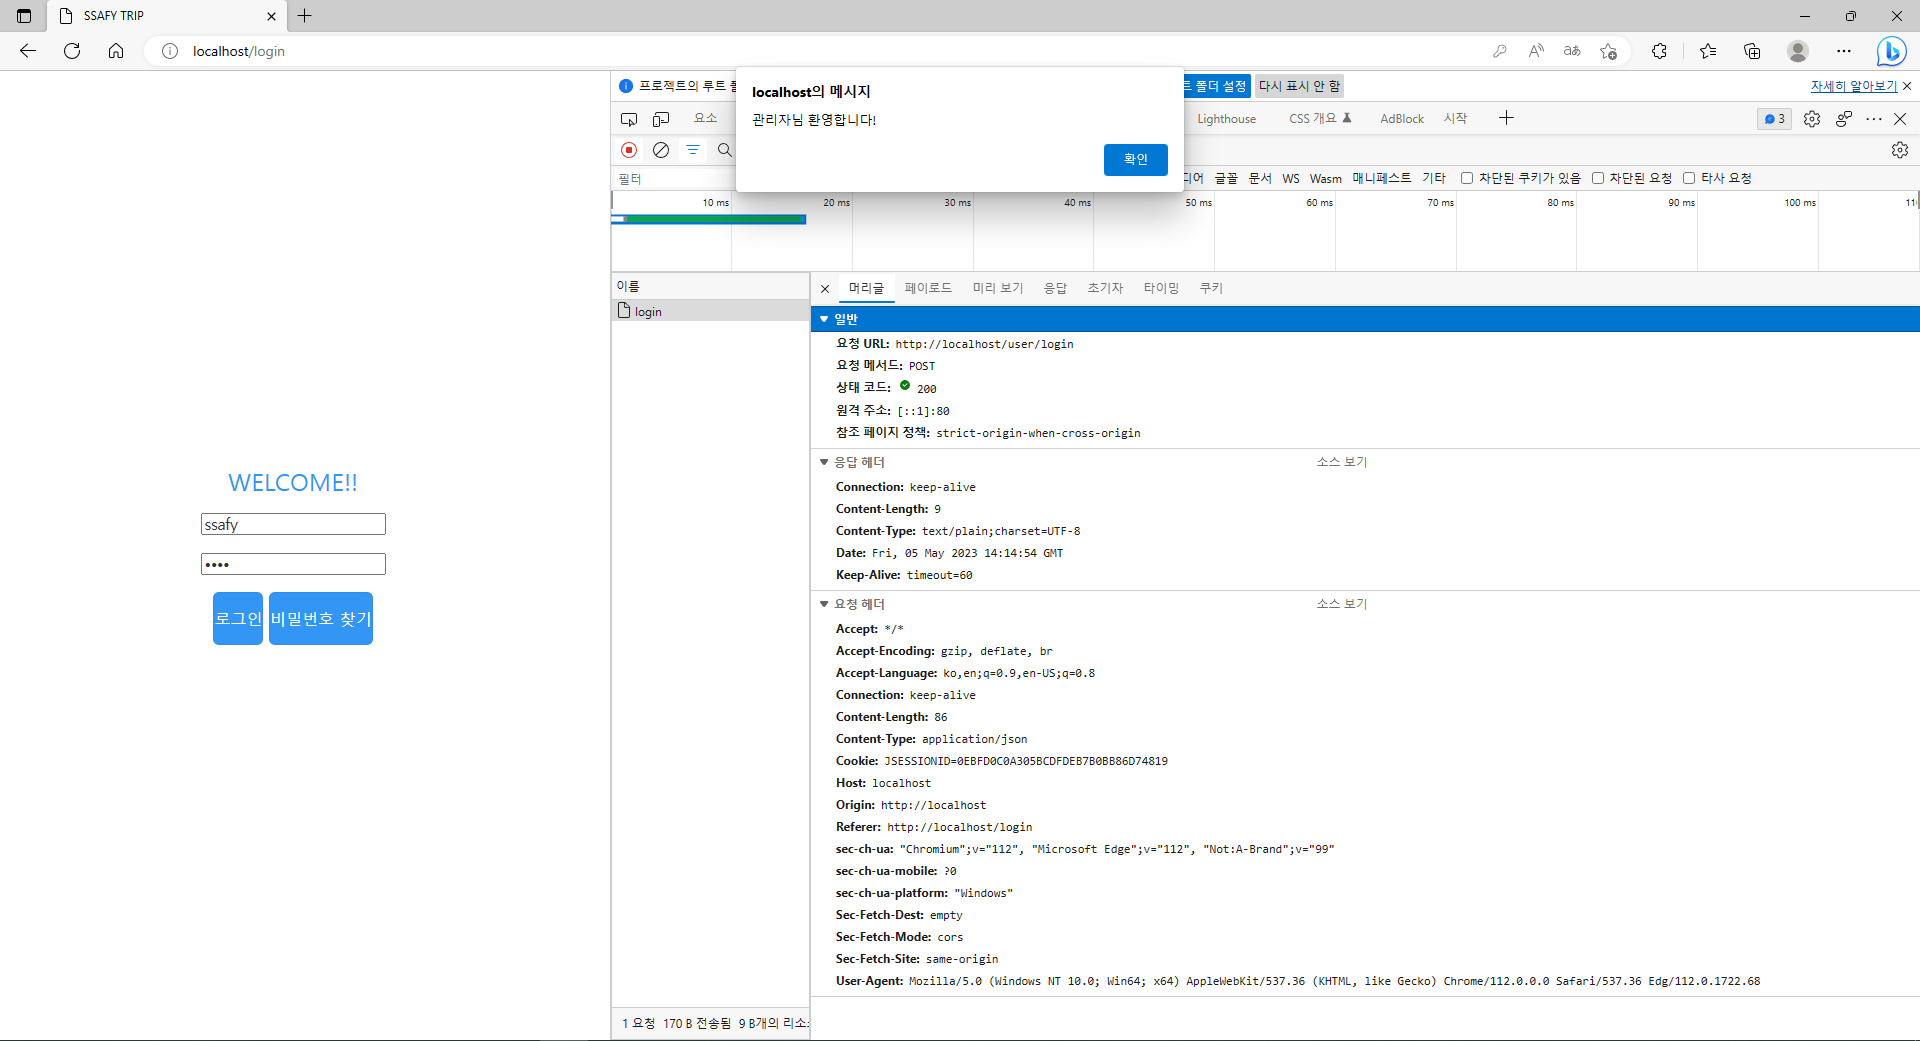 SSAFY TRIP
localhost/login
프로젝트의 루트 폴
트 폴더 설정
다시 표시 안 함
자세히 알아보기
localhost의 메시지
관리자님 환영합니다!
확인
요소
Lighthouse
CSS 개요
AdBlock
시작
3
필터
디어
글꼴
문서
WS
Wasm
매니페스트
기타
차단된 쿠키가 있음
차단된 요청
타사 요청
10 ms
20 ms
30 ms
40 ms
50 ms
60 ms
70 ms
80 ms
90 ms
100 ms
이름
login
머리글
페이로드
미리 보기
응답
초기자
타이밍
쿠키
일반
요청 URL: http://localhost/user/login
요청 메서드: POST
상태 코드: 200
원격 주소: [::1]:80
참조 페이지 정책: strict-origin-when-cross-origin
응답 헤더
소스 보기
Connection: keep-alive
Content-Length: 9
Content-Type: text/plain;charset=UTF-8
Date: Fri, 05 May 2023 14:14:54 GMT
Keep-Alive: timeout=60
요청 헤더
소스 보기
Accept: */*
Accept-Encoding: gzip, deflate, br
Accept-Language: ko,en;q=0.9,en-US;q=0.8
Connection: keep-alive
Content-Length: 86
Content-Type: application/json
Cookie: JSESSIONID=0EBFD0C0A305BCDFDEB7B0BB86D74819
Host: localhost
Origin: http://localhost
Referer: http://localhost/login
sec-ch-ua: "Chromium";v="112", "Microsoft Edge";v="112", "Not:A-Brand";v="99"
sec-ch-ua-mobile: ?0
sec-ch-ua-platform: "Windows"
Sec-Fetch-Dest: empty
Sec-Fetch-Mode: cors
Sec-Fetch-Site: same-origin
User-Agent: Mozilla/5.0 (Windows NT 10.0; Win64; x64) AppleWebKit/537.36 (KHTML, like Gecko) Chrome/112.0.0.0 Safari/537.36 Edg/112.0.1722.68
1 요청
170 B 전송됨
9 B개의 리소
WELCOME!!
ssafy
••••
로그인
비밀번호 찾기